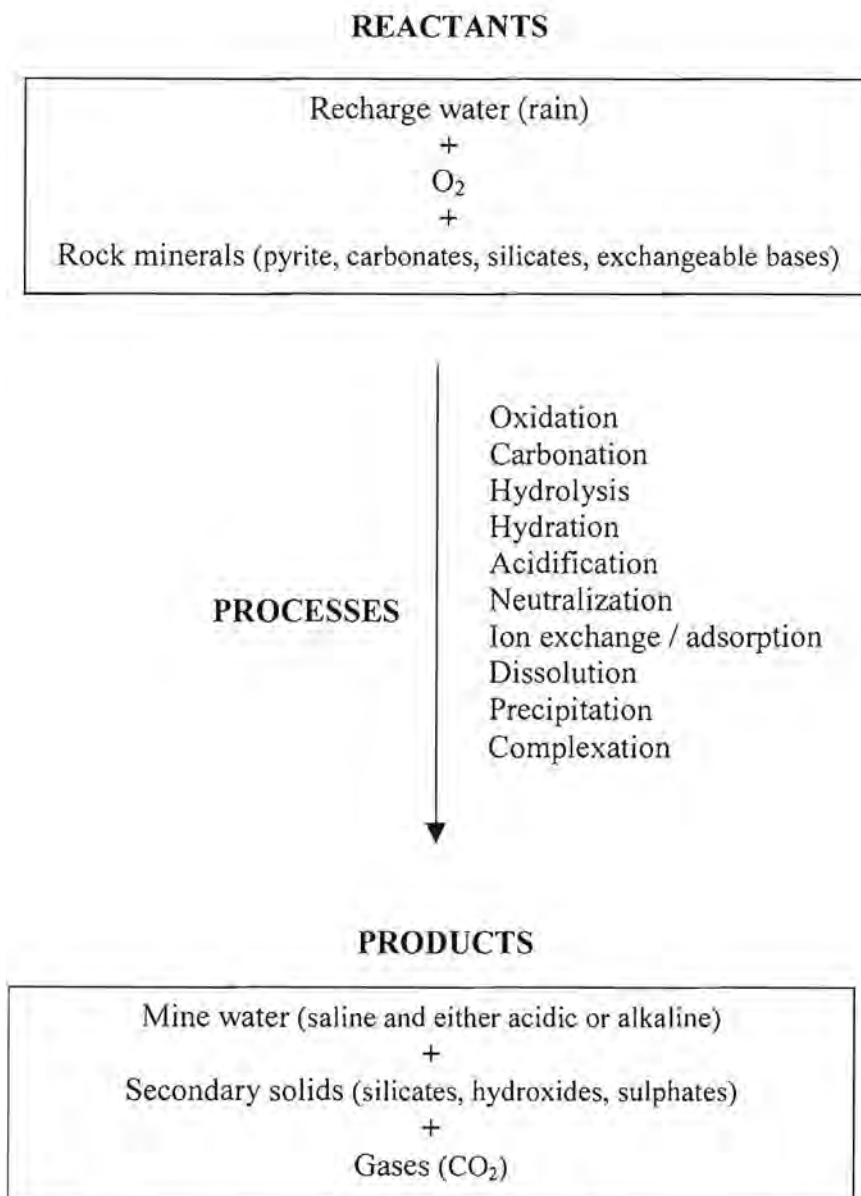 REACTANTS
Recharge water (rain)
+
O₂
+
Rock minerals (pyrite, carbonates, silicates, exchangeable bases)
Oxidation
Carbonation
Hydrolysis
Hydration
Acidification
PROCESSES
Neutralization
Ion exchange / adsorption
Dissolution
Precipitation
Complexation
PRODUCTS
Mine water (saline and either acidic or alkaline)
+
Secondary solids (silicates, hydroxides, sulphates)
+
Gases (CO₂)